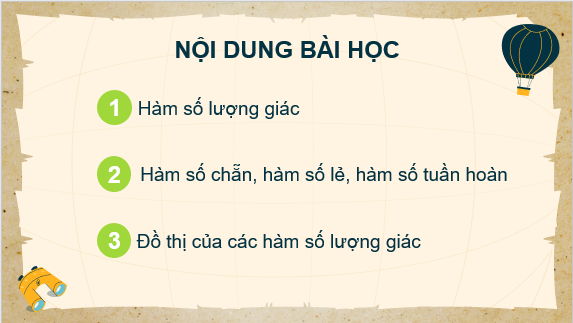 NỘI DUNG BÀI HỌC
1 Hàm số lượng giác
2 Hàm số chẵn, hàm số lẻ, hàm số tuần hoàn
3 Đồ thị của các hàm số lượng giác